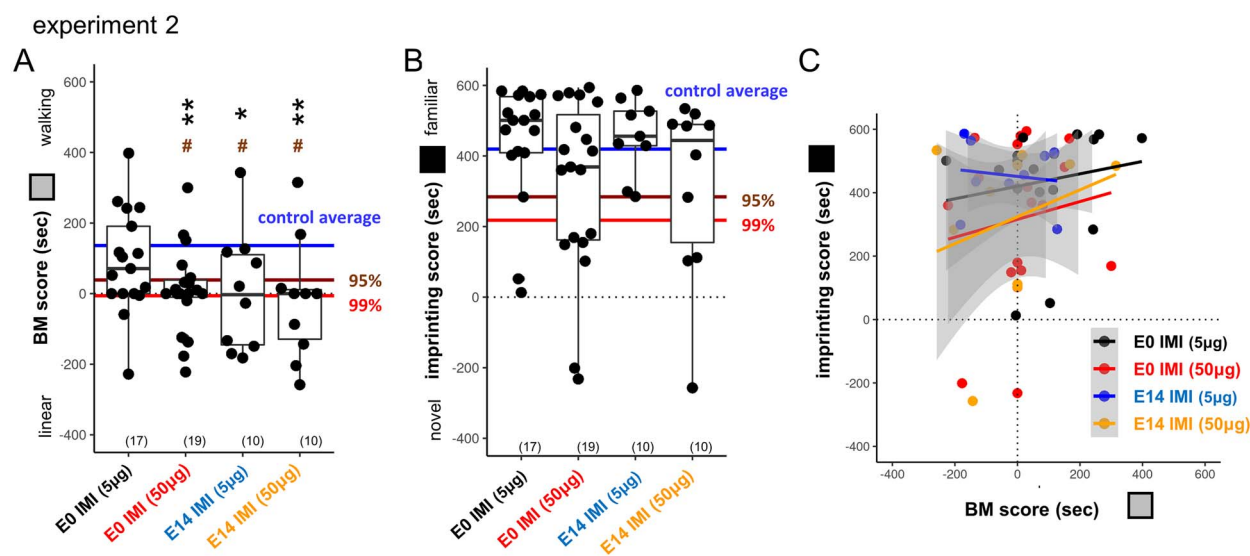 experiment 2
A
BM score (sec)
linear
walking
600
400
200
0
-200
-400
** * **
# # #
control average
95%
99%
(17) (19) (10) (10)
E0 IMI (5μg)
E0 IMI (50μg)
E14 IMI (5μg)
E14 IMI (50μg)
B
imprinting score (sec)
novel
familiar
600
400
200
0
-200
-400
control average
95%
99%
(17) (19) (10) (10)
E0 IMI (5μg)
E0 IMI (50μg)
E14 IMI (5μg)
E14 IMI (50μg)
C
imprinting score (sec)
600
400
200
0
-200
-400
E0 IMI (5μg)
E0 IMI (50μg)
E14 IMI (5μg)
E14 IMI (50μg)
-400 -200 0 200 400 600
BM score (sec)